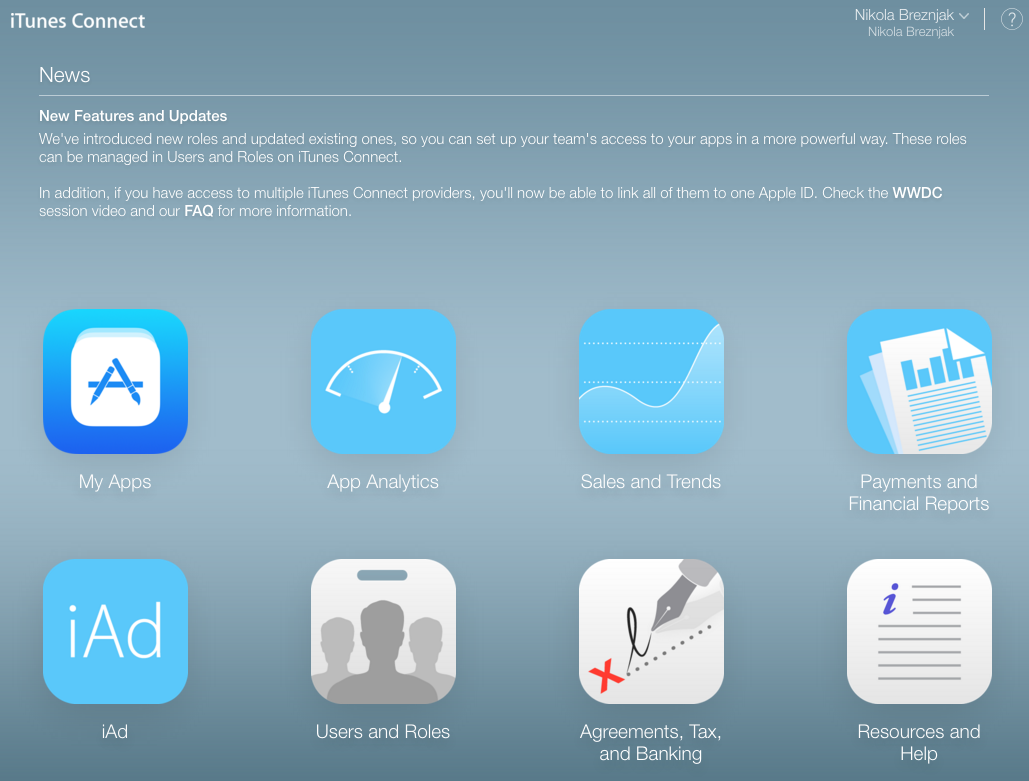 iTunes Connect
Nikola Breznjak
Nikola Breznjak
?
News
New Features and Updates
We've introduced new roles and updated existing ones, so you can set up your team's access to your apps in a more powerful way. These roles
can be managed in Users and Roles on iTunes Connect.
In addition, if you have access to multiple iTunes Connect providers, you'll now be able to link all of them to one Apple ID. Check the WWDC
session video and our FAQ for more information.
My Apps
App Analytics
Sales and Trends
Payments and
Financial Reports
iAd
iAd
Users and Roles
X
Agreements, Tax,
and Banking
i
Resources and
Help